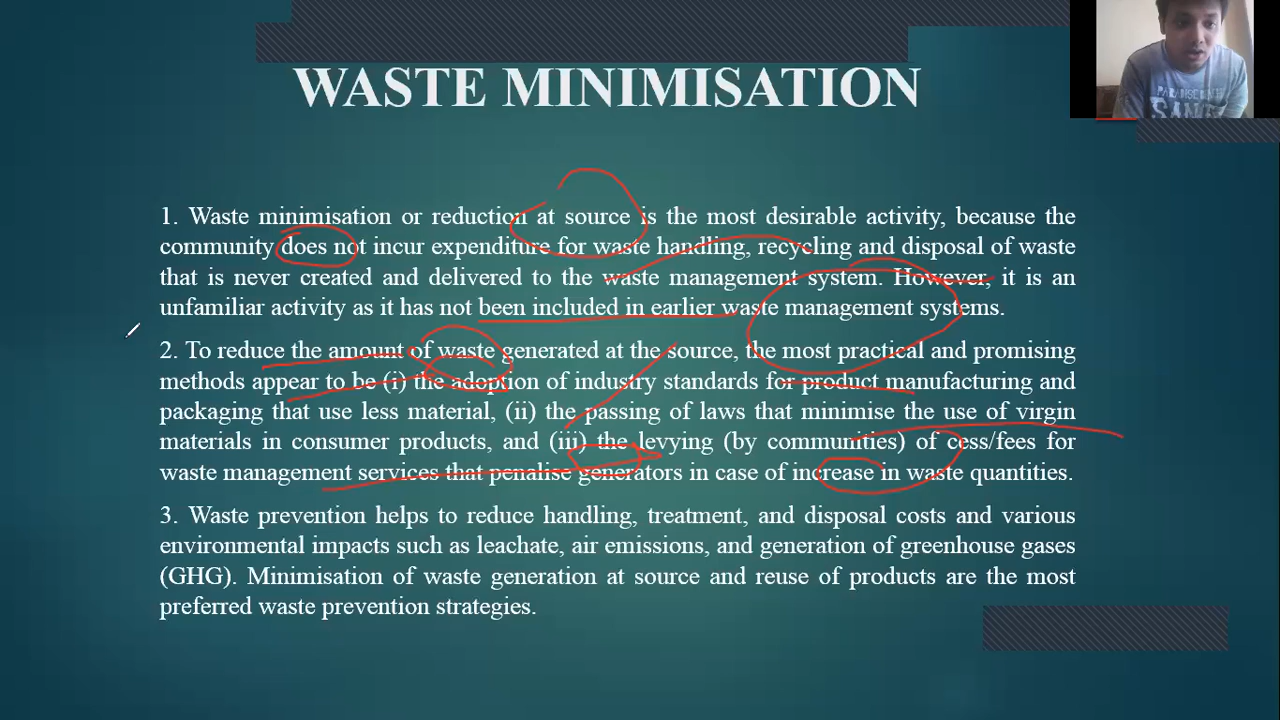 WASTE MINIMISATION
1. Waste minimisation or reduction at source is the most desirable activity, because the
community does not incur expenditure for waste handling, recycling and disposal of waste
that is never created and delivered to the waste management system. However, it is an
unfamiliar activity as it has not been included in earlier waste management systems.
2. To reduce the amount of waste generated at the source, the most practical and promising
methods appear to be (i) the adoption of industry standards for product manufacturing and
packaging that use less material, (ii) the passing of laws that minimise the use of virgin
materials in consumer products, and (iii) the levying (by communities) of cess/fees for
waste management services that penalise generators in case of increase in waste quantities.
3. Waste prevention helps to reduce handling, treatment, and disposal costs and various
environmental impacts such as leachate, air emissions, and generation of greenhouse gases
(GHG). Minimisation of waste generation at source and reuse of products are the most
preferred waste prevention strategies.